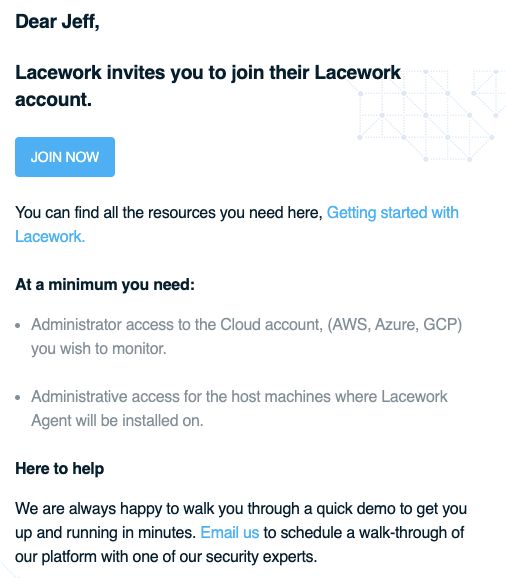 Dear Jeff,
Lacework invites you to join their Lacework
account.
JOIN NOW
You can find all the resources you need here, Getting started with
Lacework.
At a minimum you need:
• Administrator access to the Cloud account, (AWS, Azure, GCP)
you wish to monitor.
• Administrative access for the host machines where Lacework
Agent will be installed on.
Here to help
We are always happy to walk you through a quick demo to get you
up and running in minutes. Email us to schedule a walk-through of
our platform with one of our security experts.